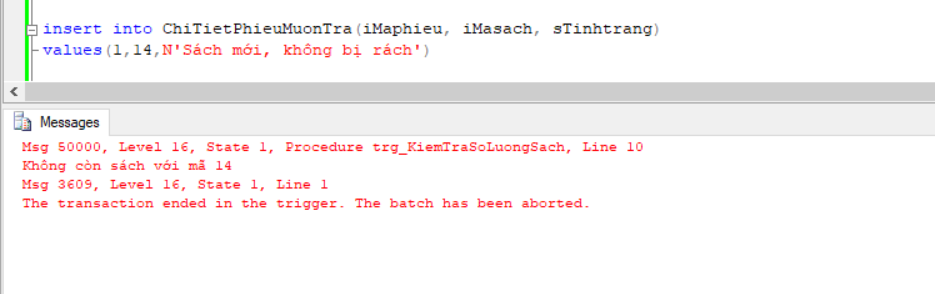 insert into ChiTietPhieuMuonTra(iMaphieu, iMasach, sTinhtrang)
values(1,14,N'Sách mới, không bị rách')
Messages
Msg 50000, Level 16, State 1, Procedure trg_KiemTraSoLuongSach, Line 10
Không còn sách với mã 14
Msg 3609, Level 16, State 1, Line 1
The transaction ended in the trigger. The batch has been aborted.